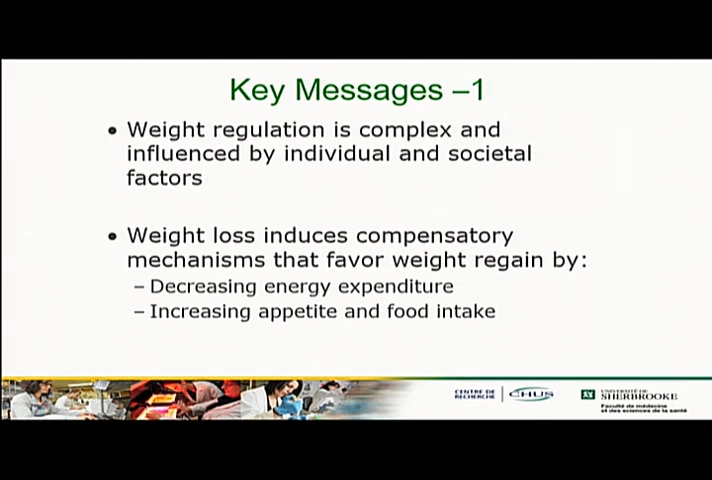 Key Messages –1
• Weight regulation is complex and
influenced by individual and societal
factors
• Weight loss induces compensatory
mechanisms that favor weight regain by:
– Decreasing energy expenditure
– Increasing appetite and food intake
CENTRE DE
RECHERCHE
CHUS
UNIVERSITÉ DE
SHERBROOKE
Faculté de médecine
et des sciences de la santé